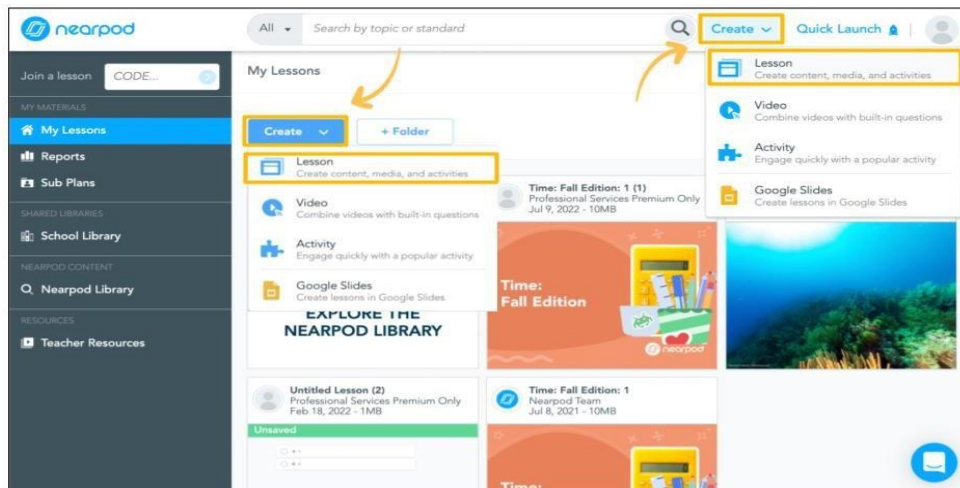 nearpod
All
Search by topic or standard
Create
Quick Launch
Join a lesson
CODE...
MY MATERIALS
My Lessons
Reports
Sub Plans
SHARED LIBRARIES
School Library
NEARPOD CONTENT
Nearpod Library
RESOURCES
Teacher Resources
My Lessons
Create
+ Folder
Lesson
Create content, media, and activities
Video
Combine videos with built-in questions
Activity
Engage quickly with a popular activity
Google Slides
Create lessons in Google Slides
EXPLORE THE
NEARPOD LIBRARY
Time: Fall Edition: 1 (1)
Professional Services Premium Only
Jul 9, 2022 - 10MB
Time:
Fall Edition
nearpod
Lesson
Create content, media, and activities
Video
Combine videos with built-in questions
Activity
Engage quickly with a popular activity
Google Slides
Create lessons in Google Slides
Untitled Lesson (2)
Professional Services Premium Only
Feb 18, 2022 - 1MB
Unsaved
Time: Fall Edition: 1
Nearpod Team
Jul 8, 2021 - 10MB
Time: